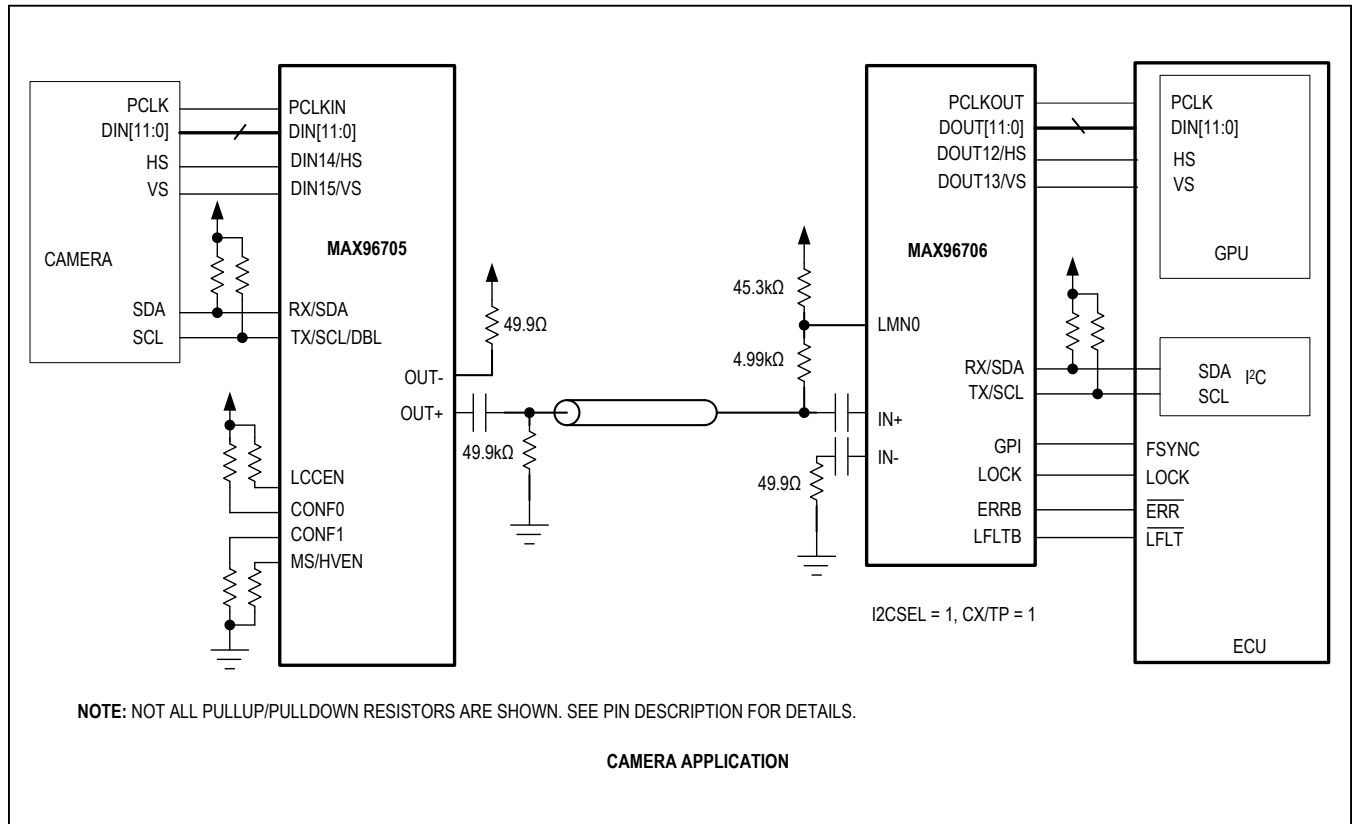 CAMERA
PCLK
DIN[11:0]
HS
VS
SDA
SCL
PCLKIN
DIN[11:0]
DIN14/HS
DIN15/VS
MAX96705
RX/SDA
TX/SCL/DBL
OUT-
OUT+
LCCEN
CONF0
CONF1
MS/HVEN
49.9Ω
49.9kΩ
45.3kΩ
4.99kΩ
49.9Ω
PCLKOUT
DOUT[11:0]
DOUT12/HS
DOUT13/VS
MAX96706
LMN0
RX/SDA
TX/SCL
IN+
IN-
GPI
LOCK
ERRB
LFLTB
I2CSEL = 1, CX/TP = 1
PCLK
DIN[11:0]
HS
VS
GPU
SDA
SCL
I²C
FSYNC
LOCK
ERR
LFLT
ECU
NOTE: NOT ALL PULLUP/PULLDOWN RESISTORS ARE SHOWN. SEE PIN DESCRIPTION FOR DETAILS.
CAMERA APPLICATION